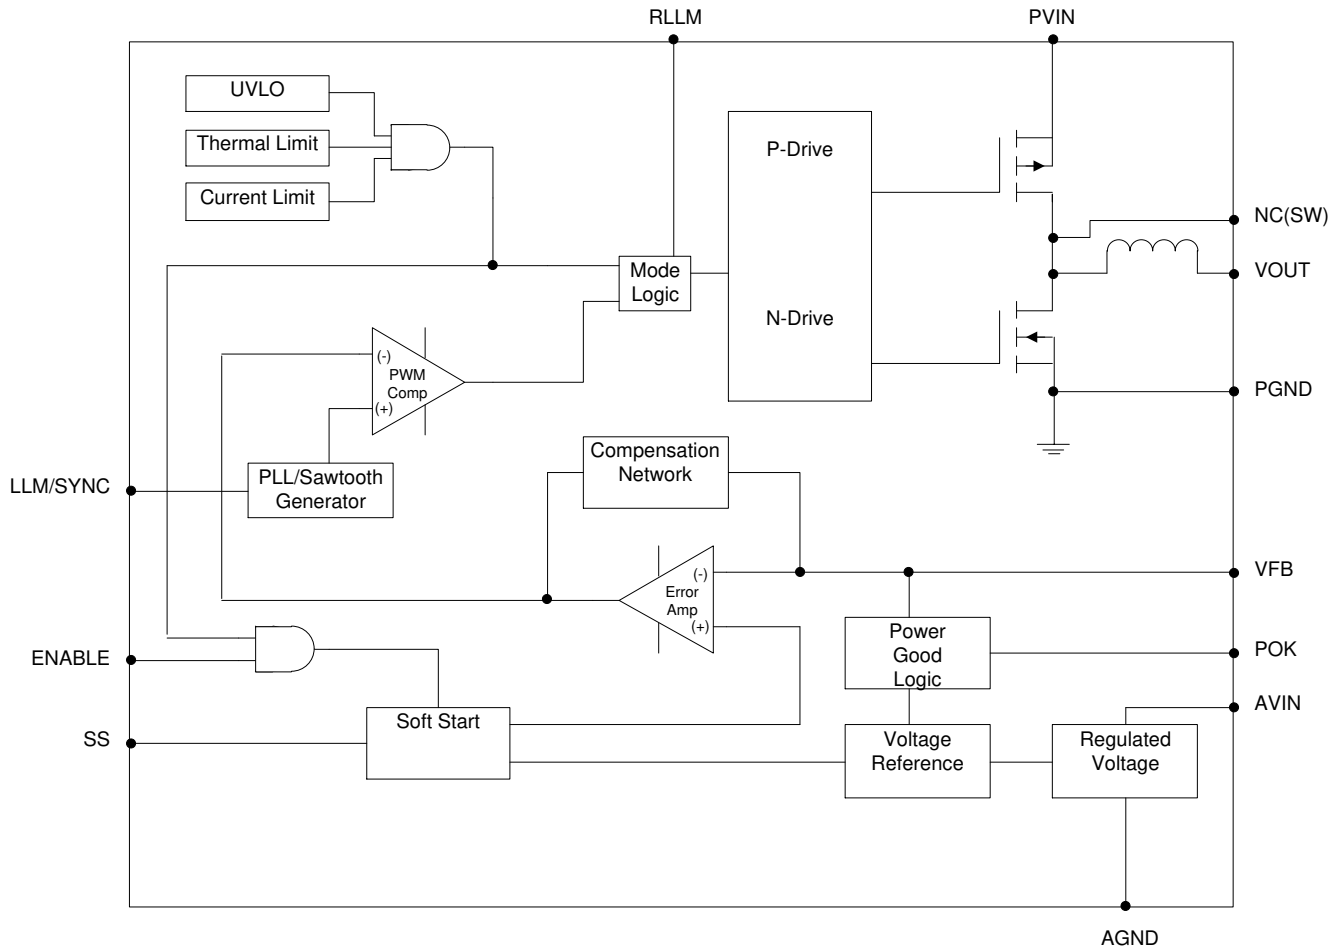 RLLM
PVIN
UVLO
Thermal Limit
Current Limit
P-Drive
N-Drive
NC(SW)
VOUT
Mode
Logic
(-)
PWM
Comp
(+)
PGND
Compensation
Network
PLL/Sawtooth
Generator
LLM/SYNC
(-)
Error
Amp
(+)
VFB
Power
Good
Logic
POK
ENABLE
AVIN
Soft Start
SS
Voltage
Reference
Regulated
Voltage
AGND